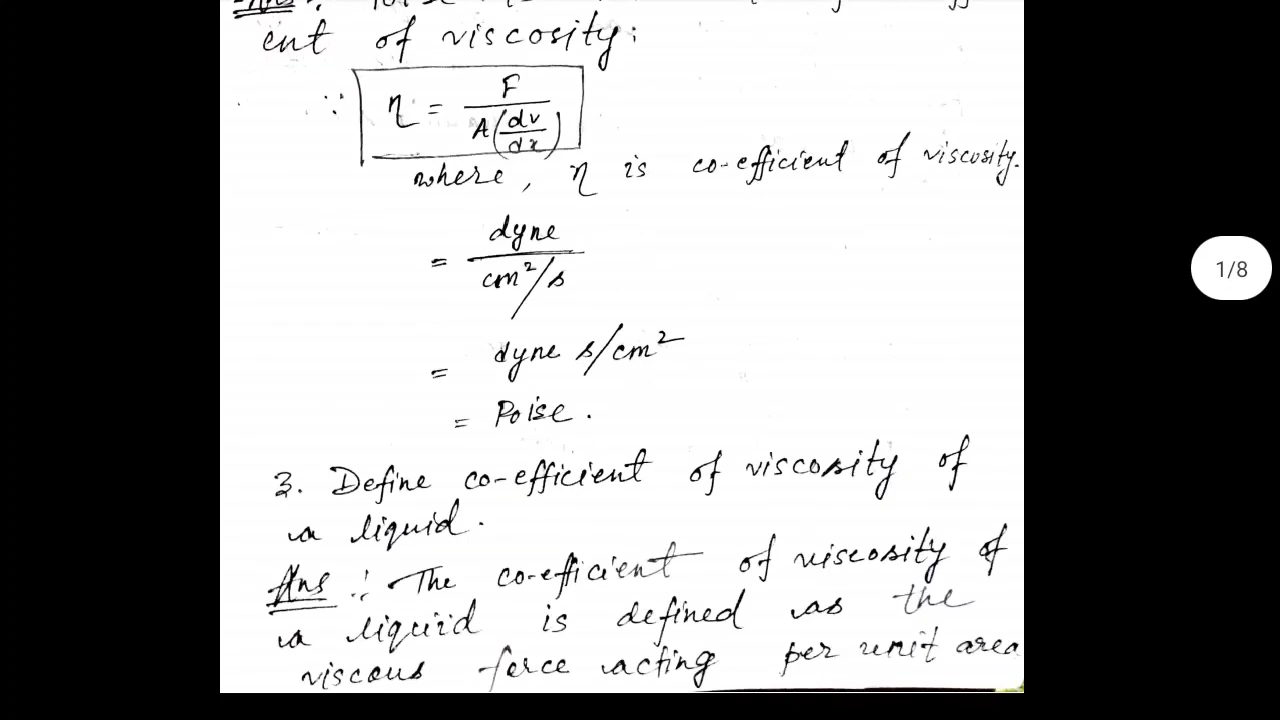 ent of viscosity:
∵ η = F / A(dv/dx)
where, η is co-efficient of viscosity.
= dyne / cm²/s
= dyne s/cm²
= Poise.
3. Define co-efficient of viscosity of
a liquid.
Ans :. The co-efficient of viscosity of
a liquid is defined as the
viscous force acting per unit area
1/8